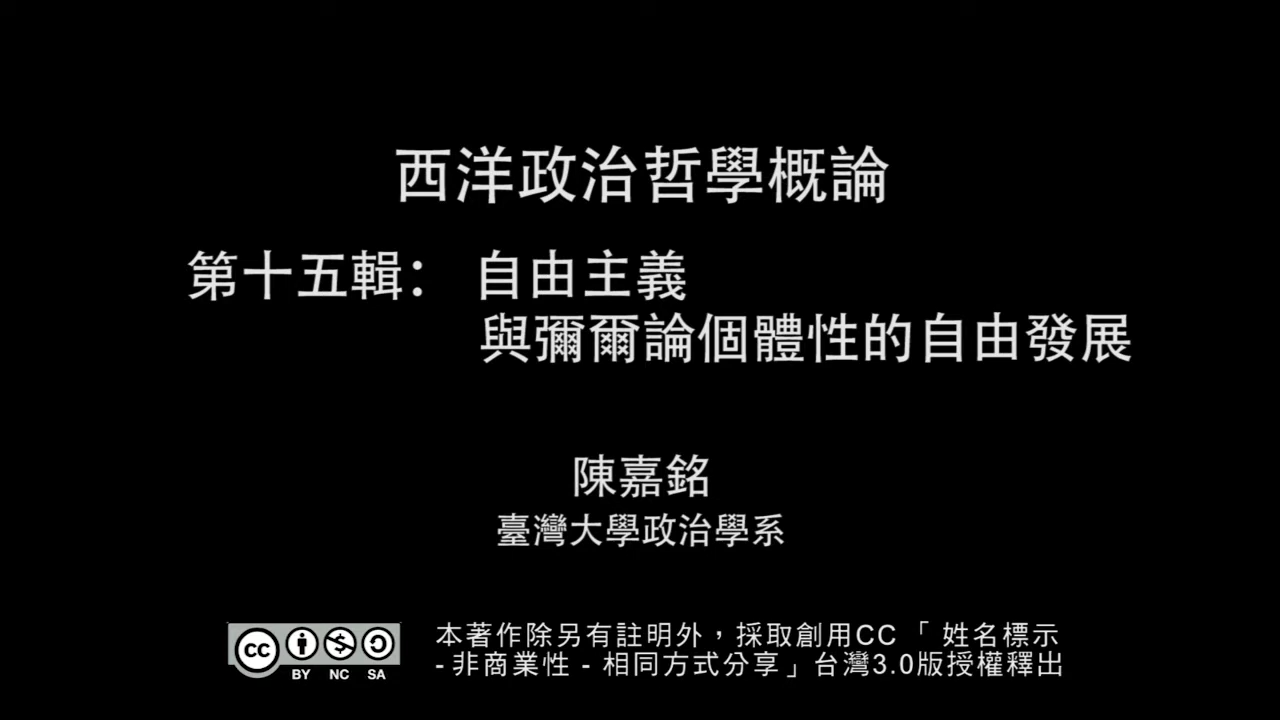 西洋政治哲學概論
第十五輯： 自由主義
與彌爾論個體性的自由發展
陳嘉銘
臺灣大學政治學系
本著作除另有註明外，採取創用CC「 姓名標示
- 非商業性 - 相同方式分享」台灣3.0版授權釋出
cc
BY NC SA